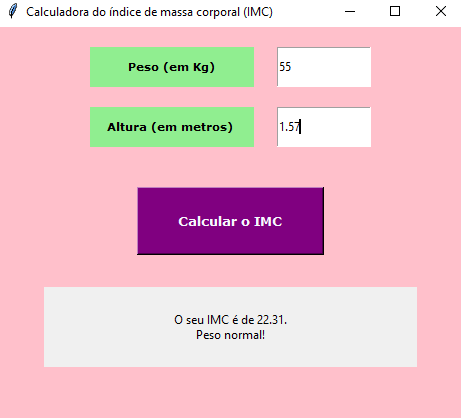 Calculadora do índice de massa corporal (IMC)
Peso (em Kg)
55
Altura (em metros)
1.57
Calcular o IMC
O seu IMC é de 22.31.
Peso normal!